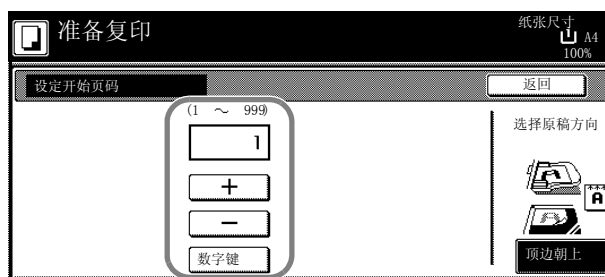 准备复印
纸张尺寸
A4
100%
设定开始页码
返回
(1 ～ 999)
1
+
−
数字键
选择原稿方向
A
顶边朝上